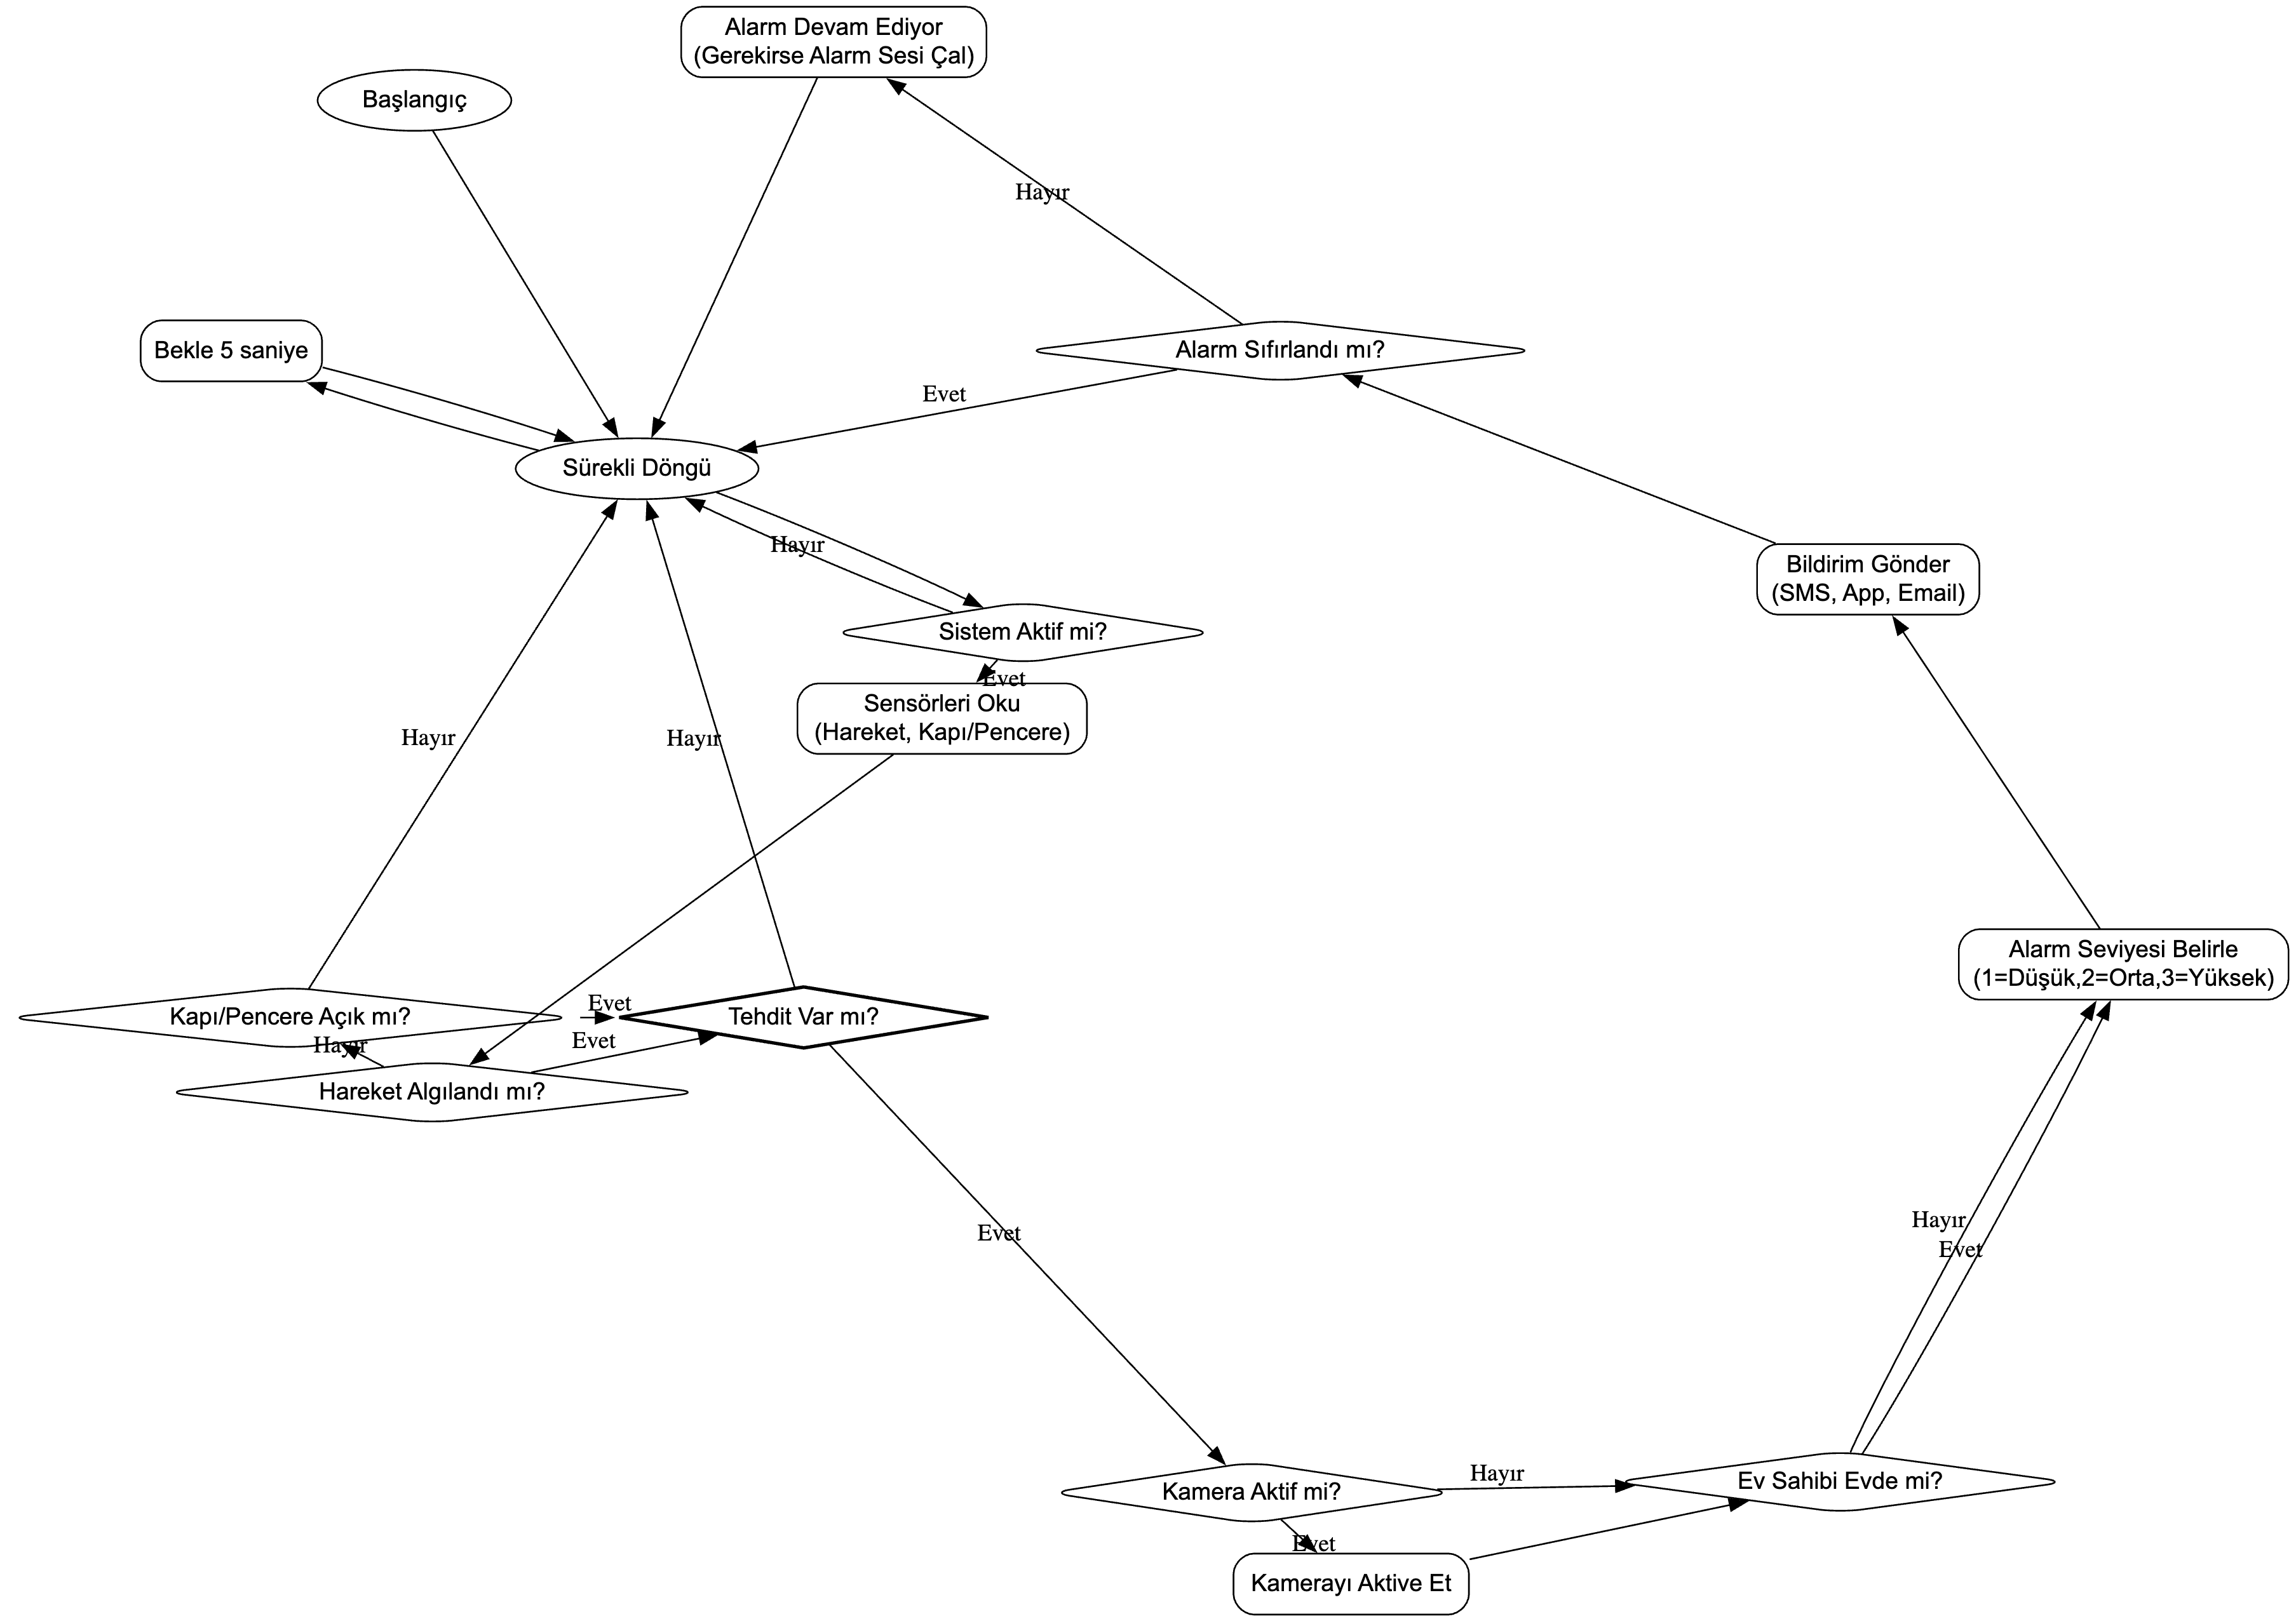 Alarm Devam Ediyor
(Gerekirse Alarm Sesi Çal)
Başlangıç
Hayır
Bekle 5 saniye
Alarm Sıfırlandı mı?
Evet
Sürekli Döngü
Hayır
Bildirim Gönder
(SMS, App, Email)
Sistem Aktif mi?
Evet
Sensörleri Oku
(Hareket, Kapı/Pencere)
Hayır
Hayır
Alarm Seviyesi Belirle
(1=Düşük,2=Orta,3=Yüksek)
Kapı/Pencere Açık mı?
Evet
Tehdit Var mı?
Hayır
Evet
Hareket Algılandı mı?
Hayır
Evet
Evet
Kamera Aktif mi?
Hayır
Ev Sahibi Evde mi?
Evet
Kamerayı Aktive Et